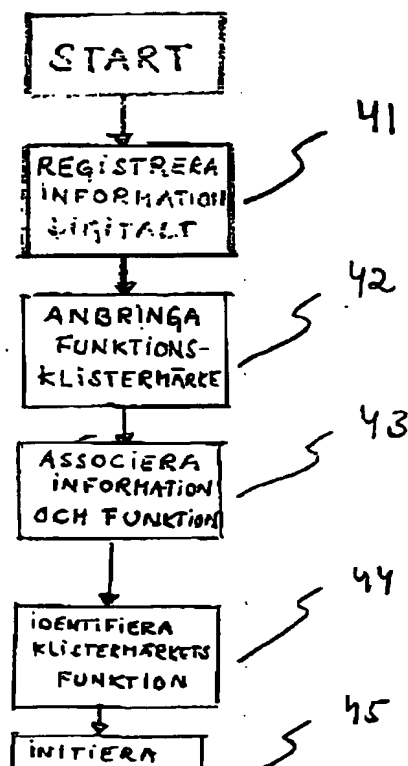 START
41
REGISTRERA
INFORMATION
DIGITALT
42
ANBRINGA
FUNKTIONS-
KLISTERMÄRKE
43
ASSOCIERA
INFORMATION
OCH FUNKTION
44
IDENTIFIERA
KLISTERMÄRKETS
FUNKTION
45
INITIERA